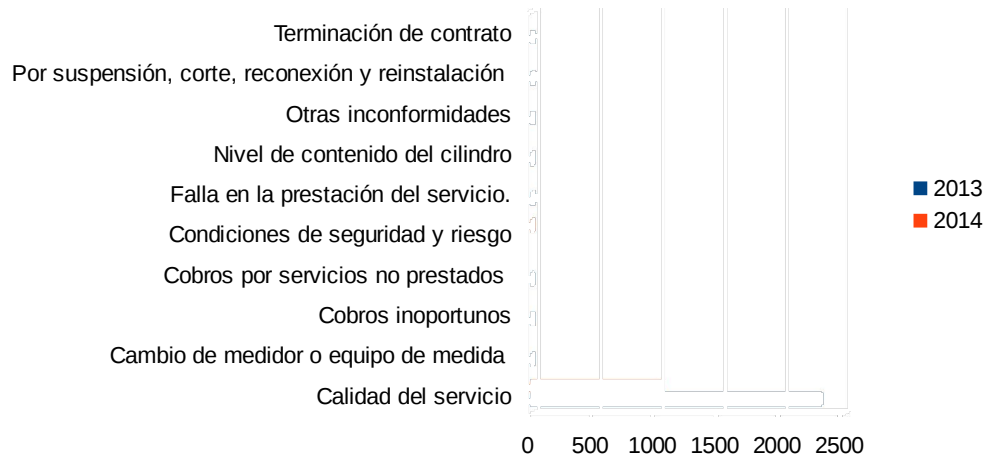 Terminación de contrato
Por suspensión, corte, reconexión y reinstalación
Otras inconformidades
Nivel de contenido del cilindro
Falla en la prestación del servicio.
Condiciones de seguridad y riesgo
Cobros por servicios no prestados
Cobros inoportunos
Cambio de medidor o equipo de medida
Calidad del servicio
0 500 1000 1500 2000 2500
2013
2014